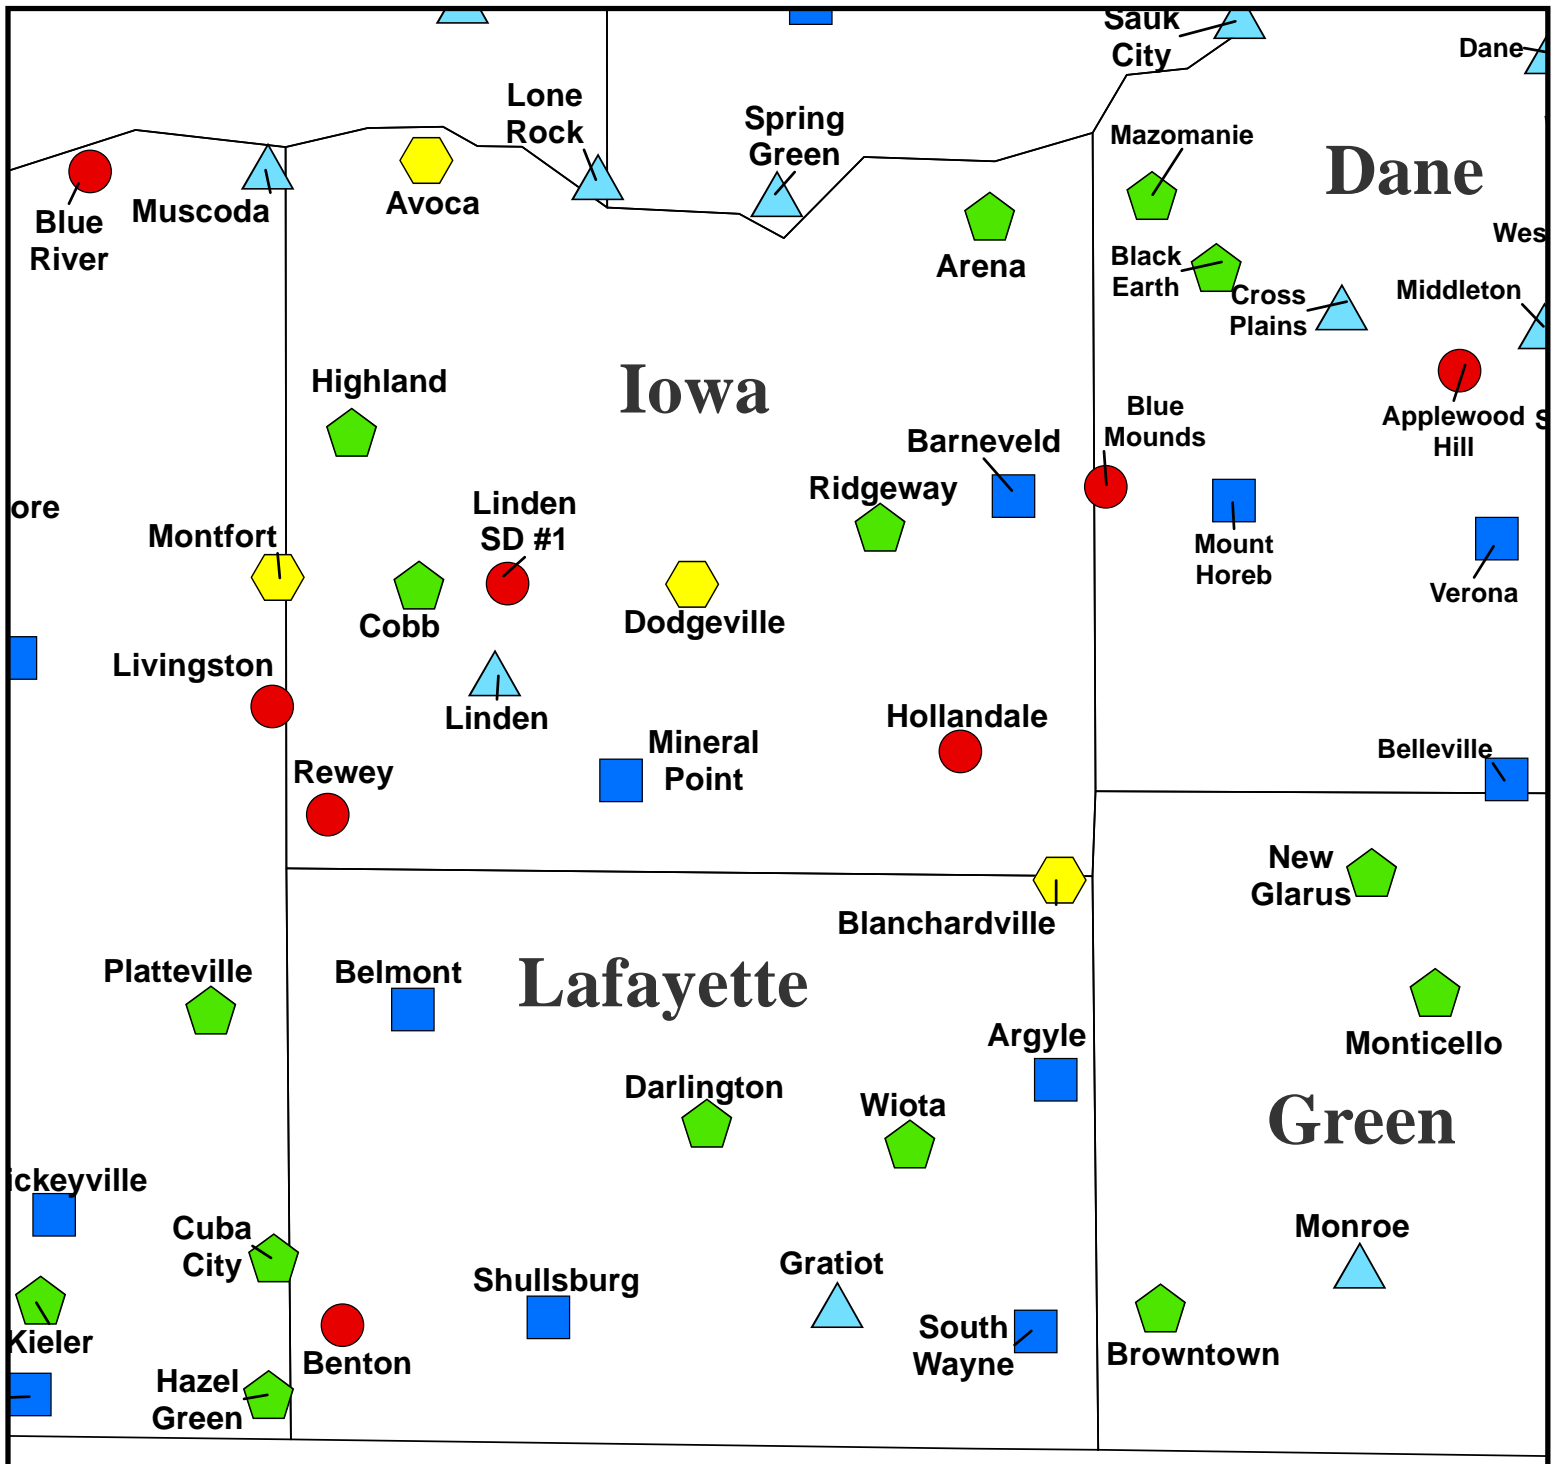 Sauk
City
Dane
Lone
Rock
Spring
Green
Mazomanie
Dane
Blue
River
Muscoda
Avoca
Arena
Black
Earth
Cross
Plains
Middleton
Wes
Highland
Iowa
Barneveld
Blue
Mounds
Applewood
Hill
S
ore
Montfort
Linden
SD #1
Ridgeway
Mount
Horeb
Verona
Cobb
Dodgeville
Livingston
Linden
Hollandale
Mineral
Point
Belleville
Rewey
New
Glarus
Blanchardville
Platteville
Belmont
Lafayette
Argyle
Monticello
Darlington
Wiota
Green
ickeyville
Cuba
City
Monroe
Shullsburg
Gratiot
Kieler
Benton
South
Wayne
Browntown
Hazel
Green